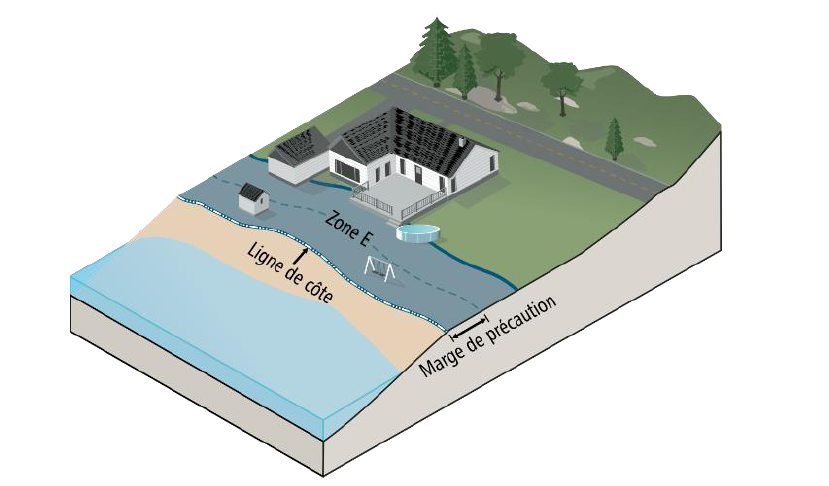 Zone E
Ligne de côte
Marge de précaution